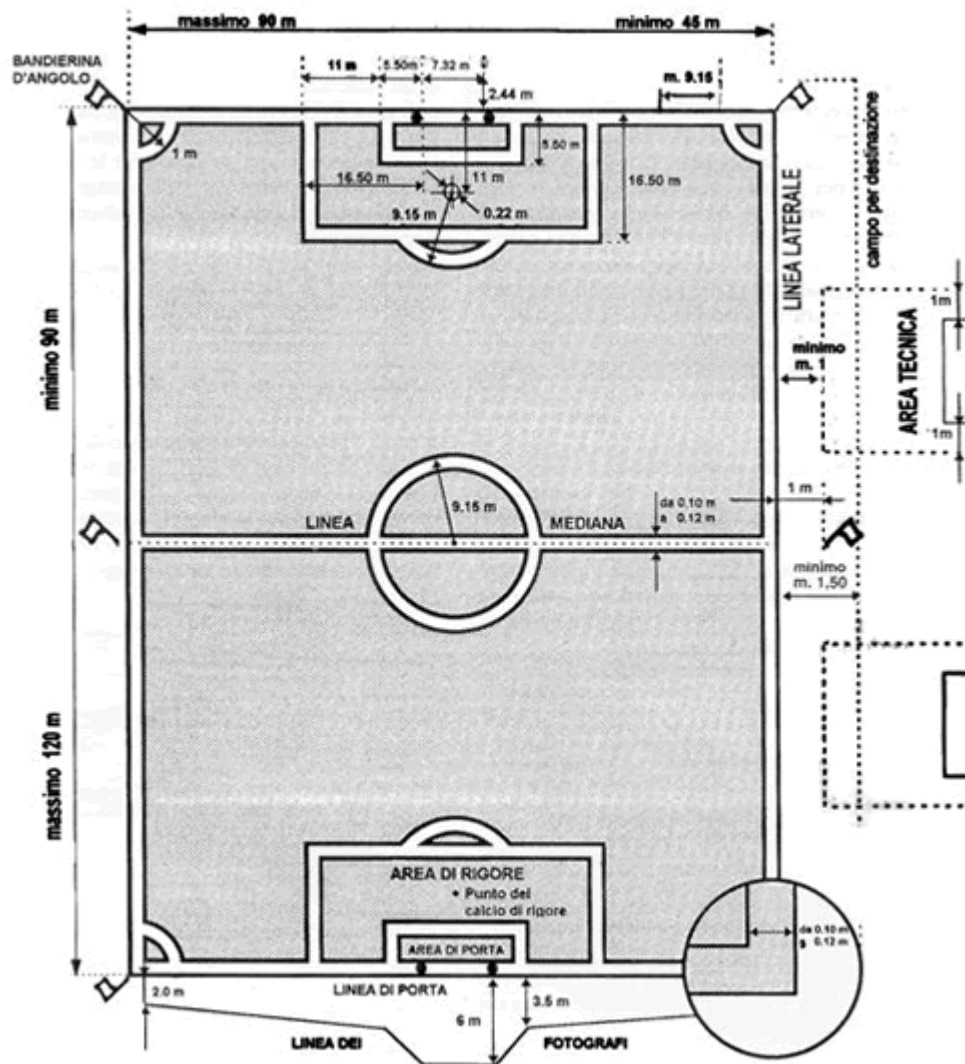 massimo 90 m
minimo 45 m
BANDIERINA
D'ANGOLO
11 m
5.50m
7.32 m
2.44 m
m. 9.15
1 m
5.50 m
16.50 m
11 m
16.50 m
9.15 m
0.22 m
LINEA LATERALE
campo per destinazione
minimo 90 m
minimo
m. 1
AREA TECNICA
1m
1m
9.15 m
LINEA
MEDIANA
da 0,10 m
a 0.12 m
1 m
minimo
m. 1,50
massimo 120 m
AREA DI RIGORE
• Punto del
calcio di rigore
AREA DI PORTA
da 0.10 m
a 0.12 m
LINEA DI PORTA
2.0 m
6 m
3.5 m
LINEA DEI
FOTOGRAFI